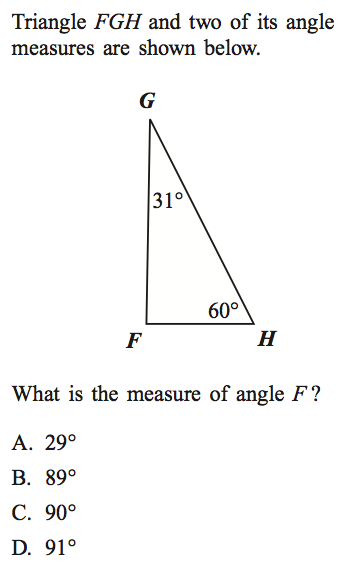 Triangle FGH and two of its angle
measures are shown below.
G
31°
60°
F
H
What is the measure of angle F?
A. 29°
B. 89°
C. 90°
D. 91°